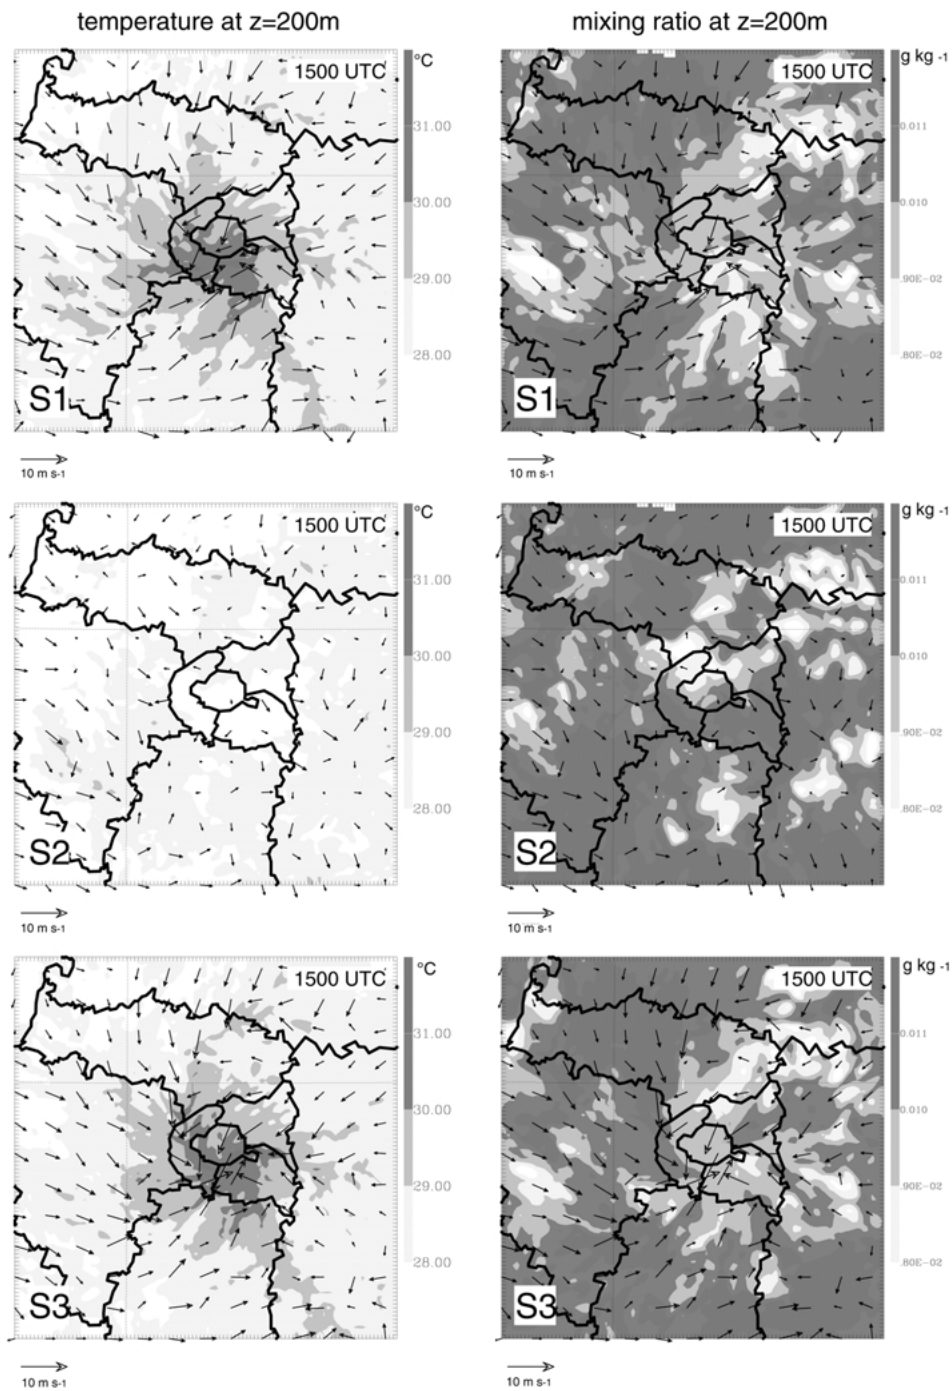 temperature at z=200m
mixing ratio at z=200m
1500 UTC
°C
31.00
30.00
29.00
28.00
S1
10 m s-1
1500 UTC
g kg -1
0.011
0.010
.90E-02
.80E-02
S1
10 m s-1
1500 UTC
°C
31.00
30.00
29.00
28.00
S2
10 m s-1
1500 UTC
g kg -1
0.011
0.010
.90E-02
.80E-02
S2
10 m s-1
1500 UTC
°C
31.00
30.00
29.00
28.00
S3
10 m s-1
1500 UTC
g kg -1
0.011
0.010
.90E-02
.80E-02
S3
10 m s-1